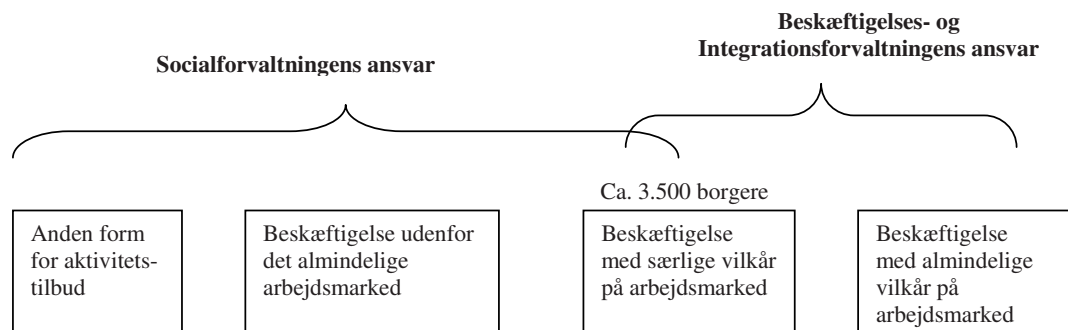 Beskæftigelses- og
Integrationsforvaltningens ansvar
Socialforvaltningens ansvar
Ca. 3.500 borgere
Anden form
for aktivitets-
tilbud
Beskæftigelse udenfor
det almindelige
arbejdsmarked
Beskæftigelse
med særlige vilkår
på arbejdsmarked
Beskæftigelse
med almindelige
vilkår på
arbejdsmarked